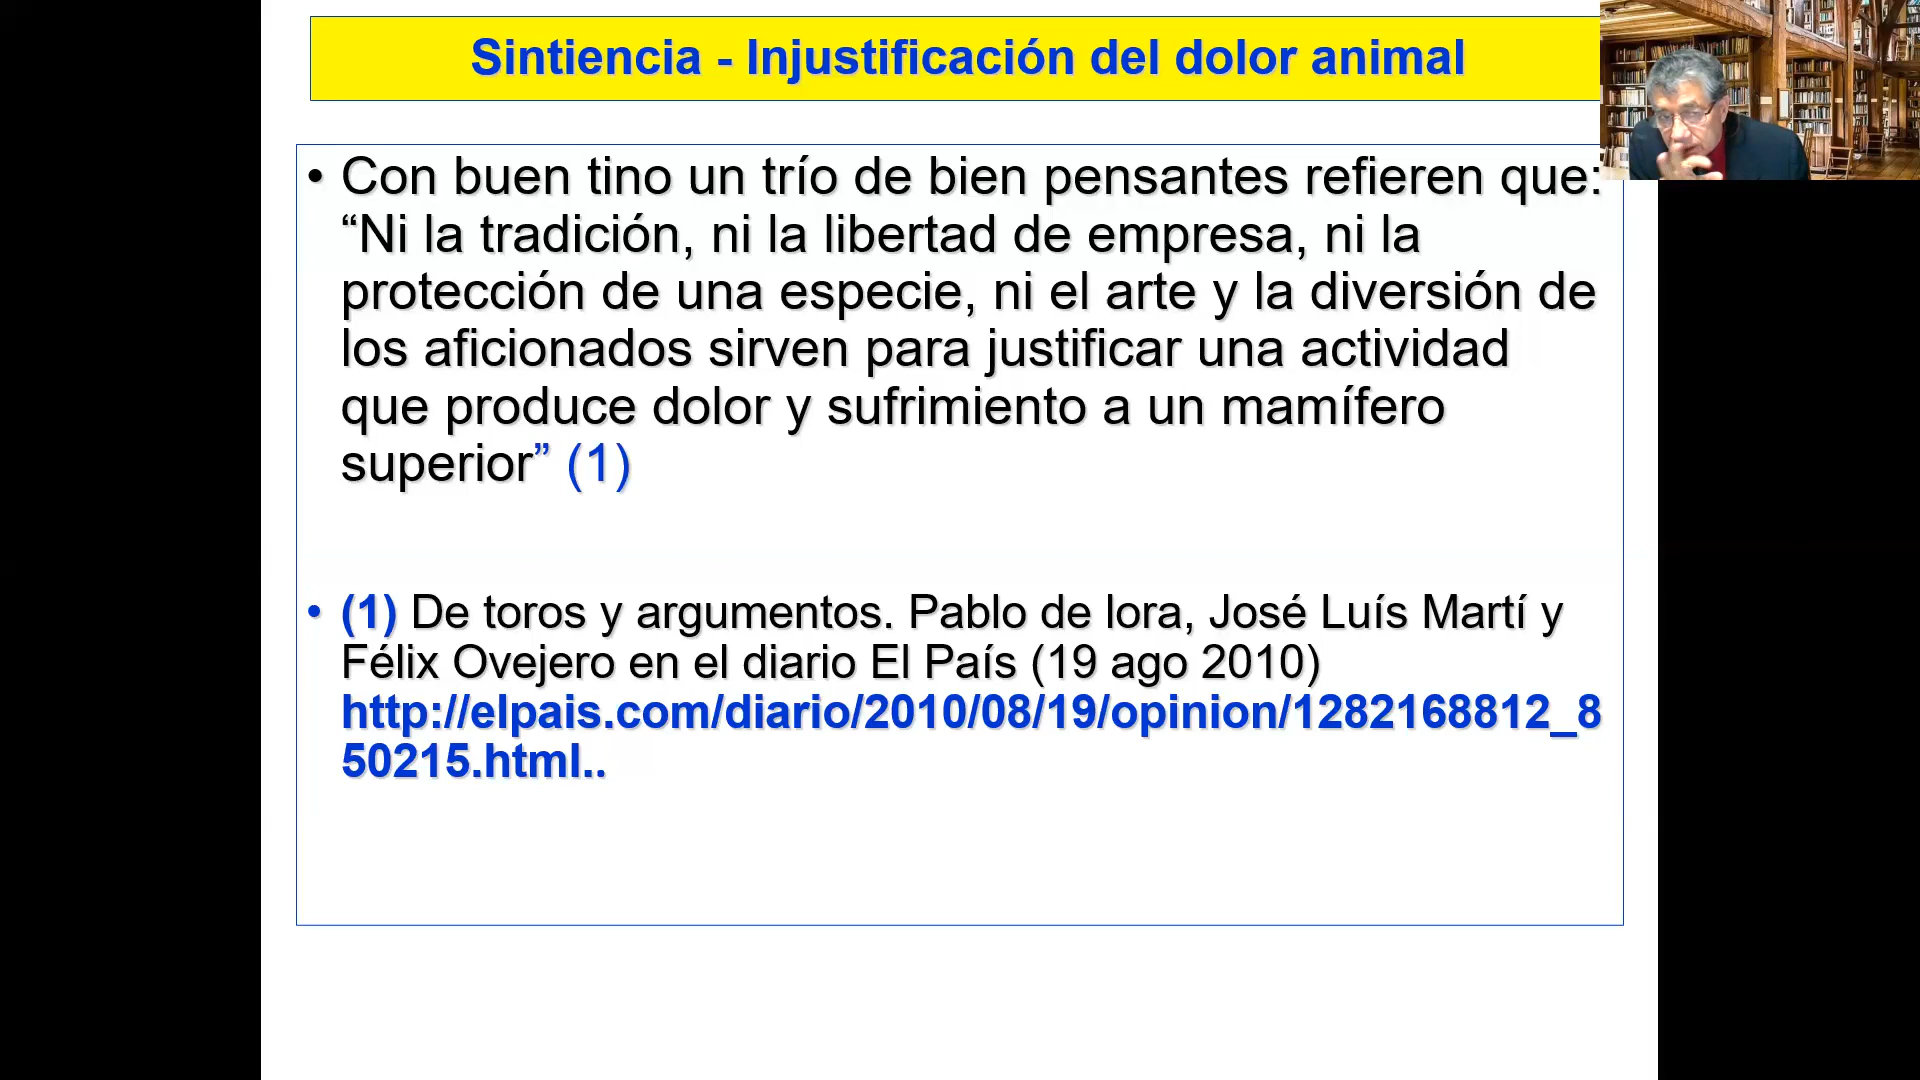 Sintiencia - Injustificación del dolor animal
• Con buen tino un trío de bien pensantes refieren que:
“Ni la tradición, ni la libertad de empresa, ni la
protección de una especie, ni el arte y la diversión de
los aficionados sirven para justificar una actividad
que produce dolor y sufrimiento a un mamífero
superior” (1)
• (1) De toros y argumentos. Pablo de lora, José Luís Martí y
Félix Ovejero en el diario El País (19 ago 2010)
http://elpais.com/diario/2010/08/19/opinion/1282168812_8
50215.html..